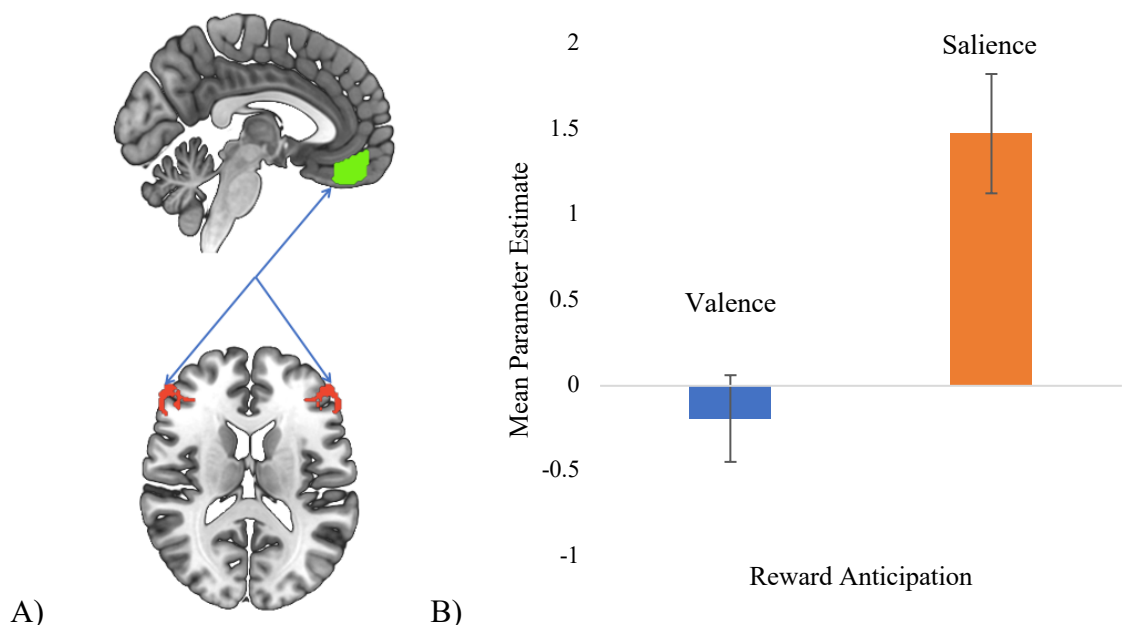 A)
B)
Mean Parameter Estimate
2
1.5
1
0.5
0
-0.5
-1
Valence
Salience
Reward Anticipation